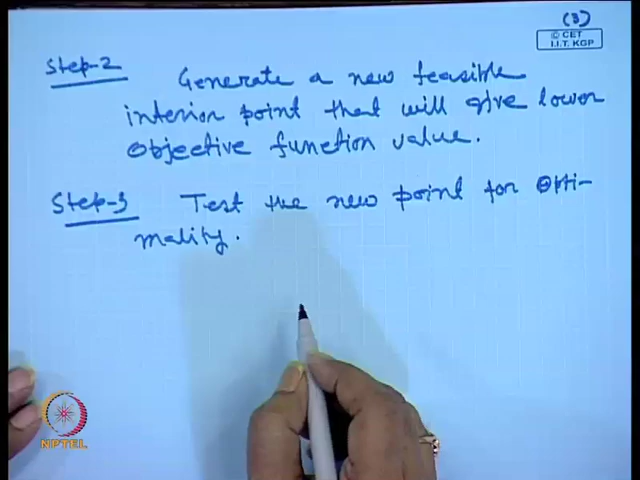 (3)
© CET
I.I.T. KGP
Step-2 Generate a new feasible
interior point that will give lower
objective function value.
Step-3 Test the new point for opti-
mality.
NPTEL